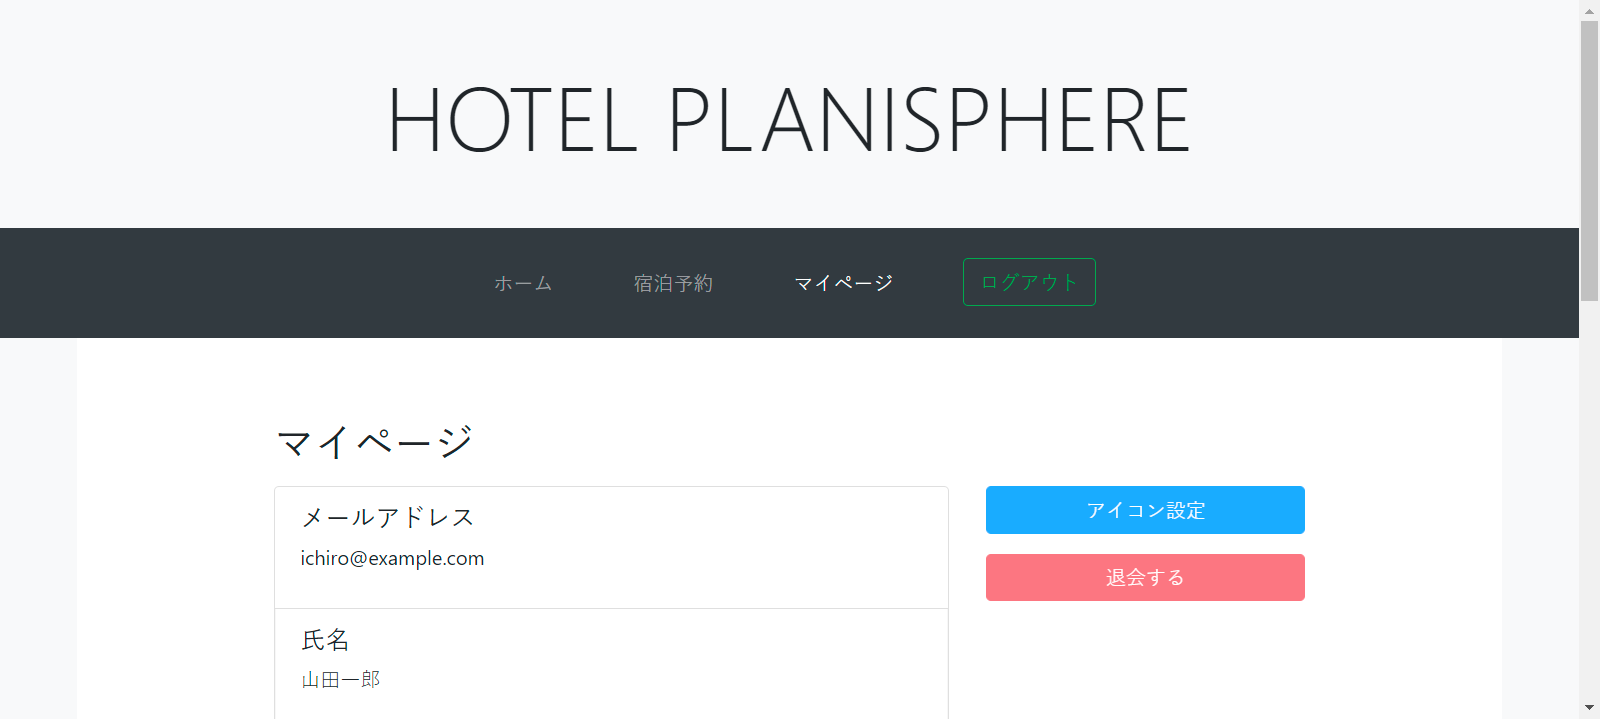 HOTEL PLANISPHERE
ホーム 宿泊予約 マイページ ログアウト
マイページ
メールアドレス
ichiro@example.com
アイコン設定
退会する
氏名
山田一郎